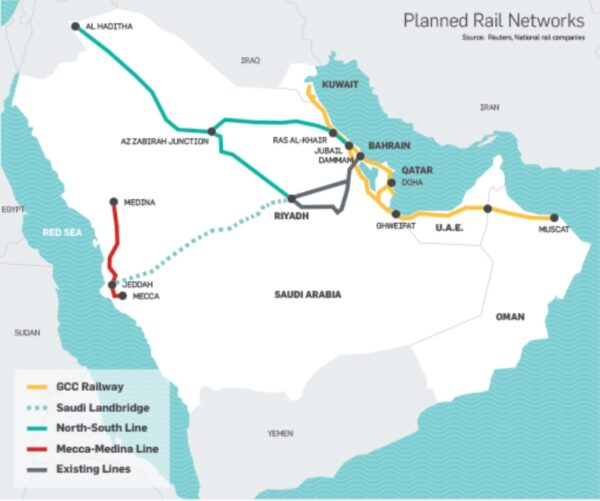 Planned Rail Networks
Source: Reuters, National rail companies
AL HADITHA
IRAQ
KUWAIT
IRAN
AZ ZABIRAH JUNCTION
RAS AL-KHAIR
JUBAIL
DAMMAM
BAHRAIN
QATAR
DOHA
MEDINA
EGYPT
RED SEA
RIYADH
GHWEIFAT
U.A.E.
MUSCAT
JEDDAH
MECCA
SAUDI ARABIA
OMAN
SUDAN
YEMEN
GCC Railway
Saudi Landbridge
North-South Line
Mecca-Medina Line
Existing Lines